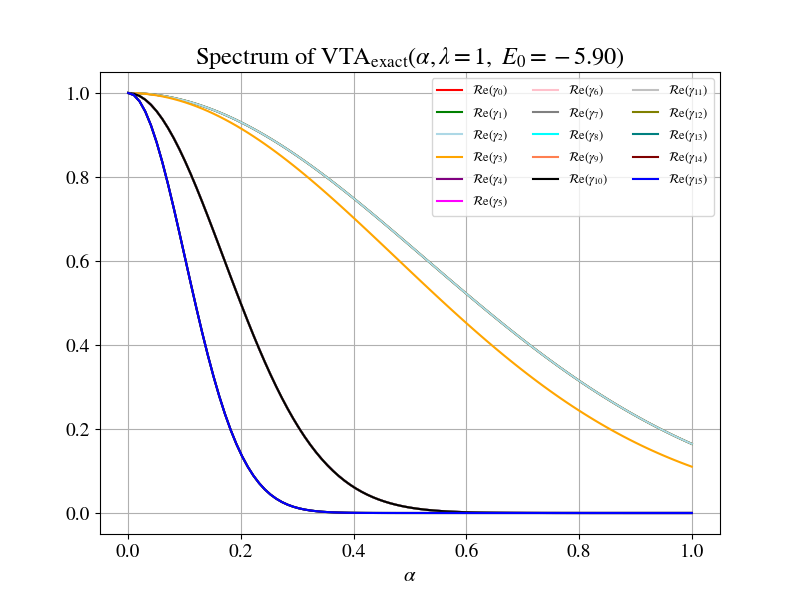 Spectrum of VTA_exact(α, λ = 1, E₀ = −5.90)
1.0
0.8
0.6
0.4
0.2
0.0
ℛe(γ₀)
ℛe(γ₁)
ℛe(γ₂)
ℛe(γ₃)
ℛe(γ₄)
ℛe(γ₅)
ℛe(γ₆)
ℛe(γ₇)
ℛe(γ₈)
ℛe(γ₉)
ℛe(γ₁₀)
ℛe(γ₁₁)
ℛe(γ₁₂)
ℛe(γ₁₃)
ℛe(γ₁₄)
ℛe(γ₁₅)
0.0 0.2 0.4 0.6 0.8 1.0
α